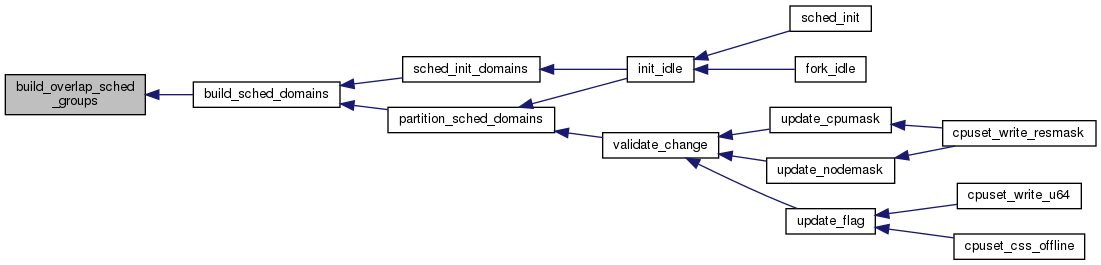 sched_init
sched_init_domains
init_idle
fork_idle
build_overlap_sched
_groups
build_sched_domains
partition_sched_domains
update_cpumask
cpuset_write_resmask
validate_change
update_nodemask
cpuset_write_u64
update_flag
cpuset_css_offline